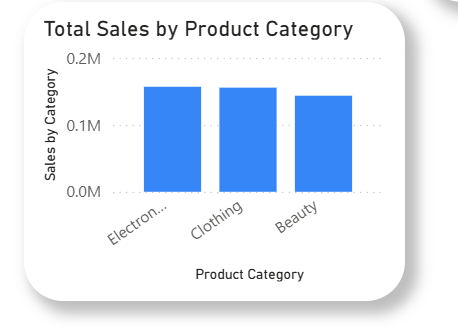 Total Sales by Product Category
Sales by Category
0.2M
0.1M
0.0M
Electron...
Clothing
Beauty
Product Category